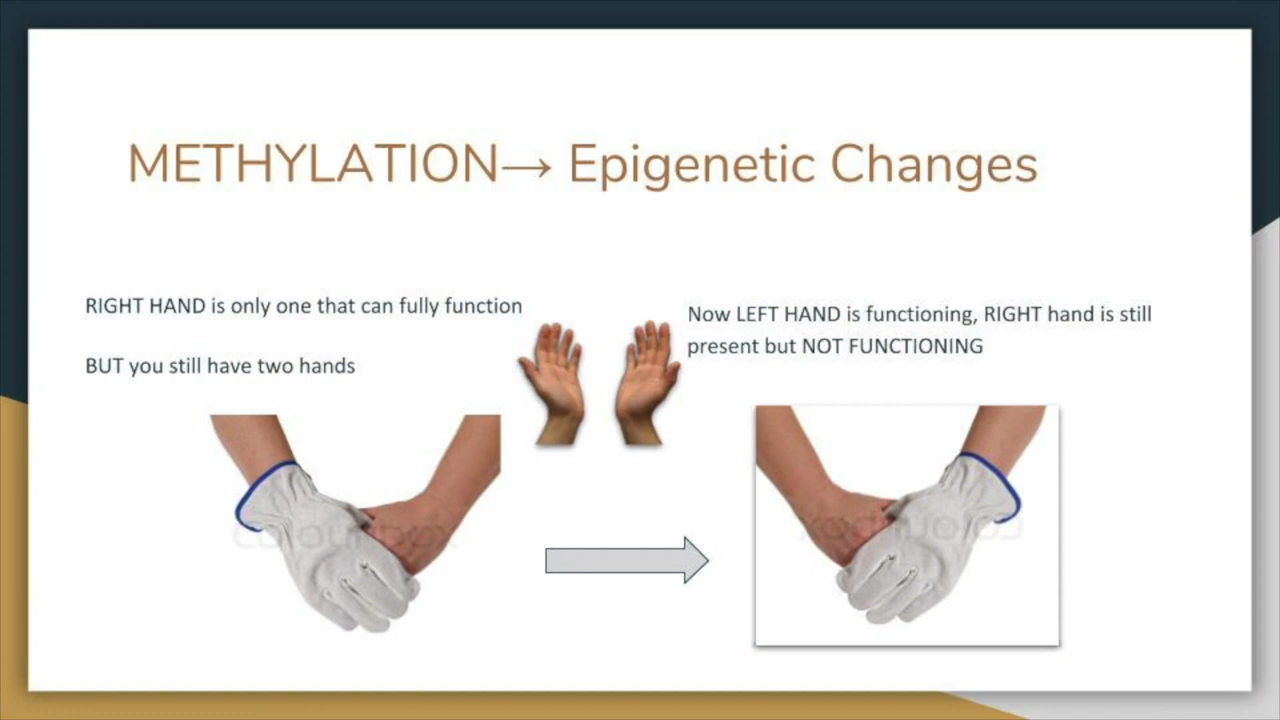 METHYLATION→ Epigenetic Changes
RIGHT HAND is only one that can fully function
BUT you still have two hands
Now LEFT HAND is functioning, RIGHT hand is still
present but NOT FUNCTIONING
COLOURBOX